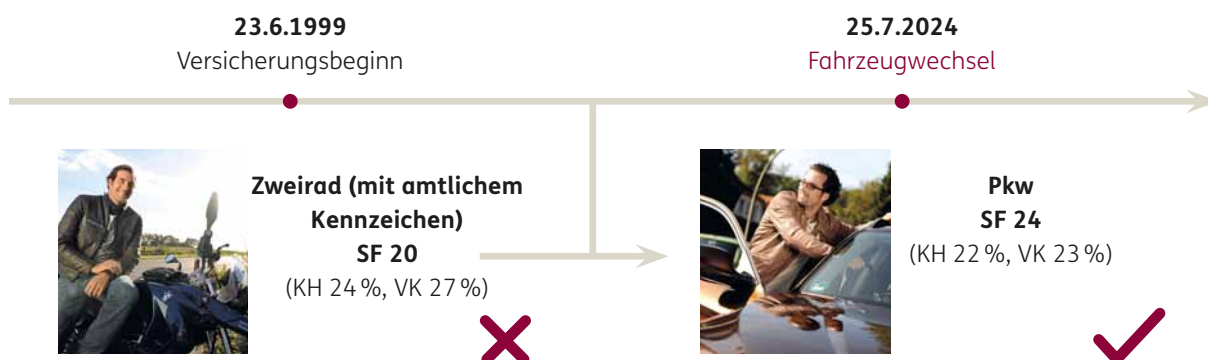 23.6.1999
Versicherungsbeginn
25.7.2024
Fahrzeugwechsel
Zweirad (mit amtlichem
Kennzeichen)
SF 20
(KH 24 %, VK 27 %)
Pkw
SF 24
(KH 22 %, VK 23 %)